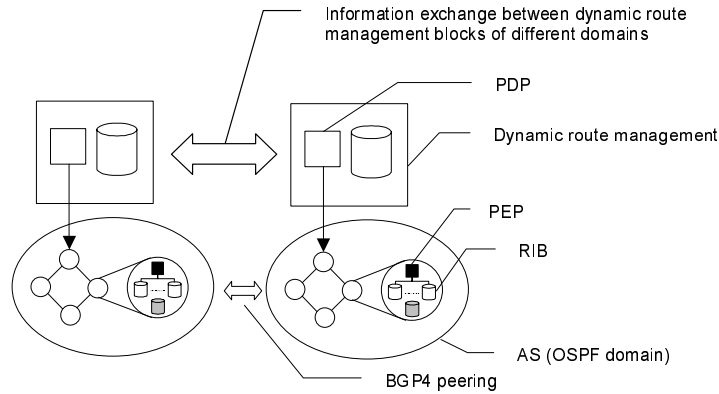 Information exchange between dynamic route
management blocks of different domains
PDP
Dynamic route management
PEP
RIB
AS (OSPF domain)
BGP4 peering